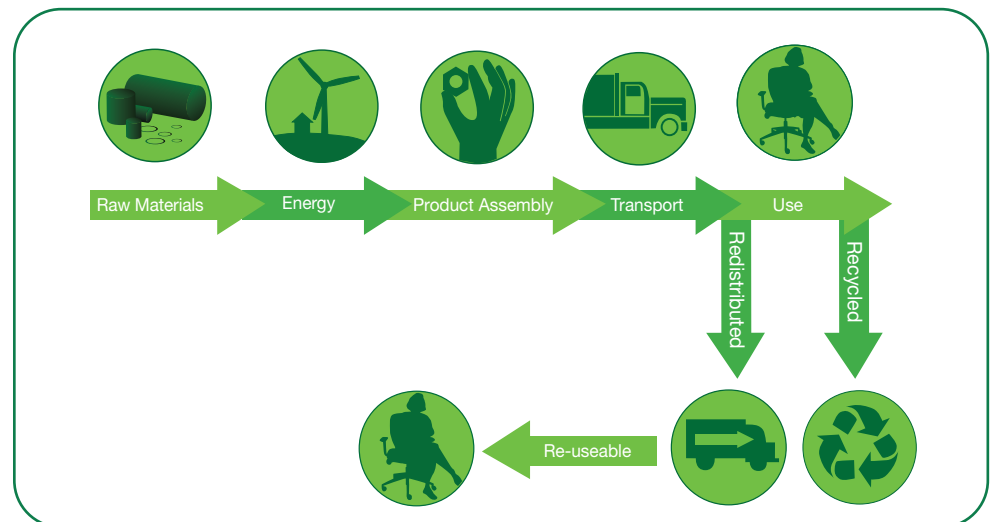 Raw Materials
Energy
Product Assembly
Transport
Use
Redistributed
Recycled
Re-useable